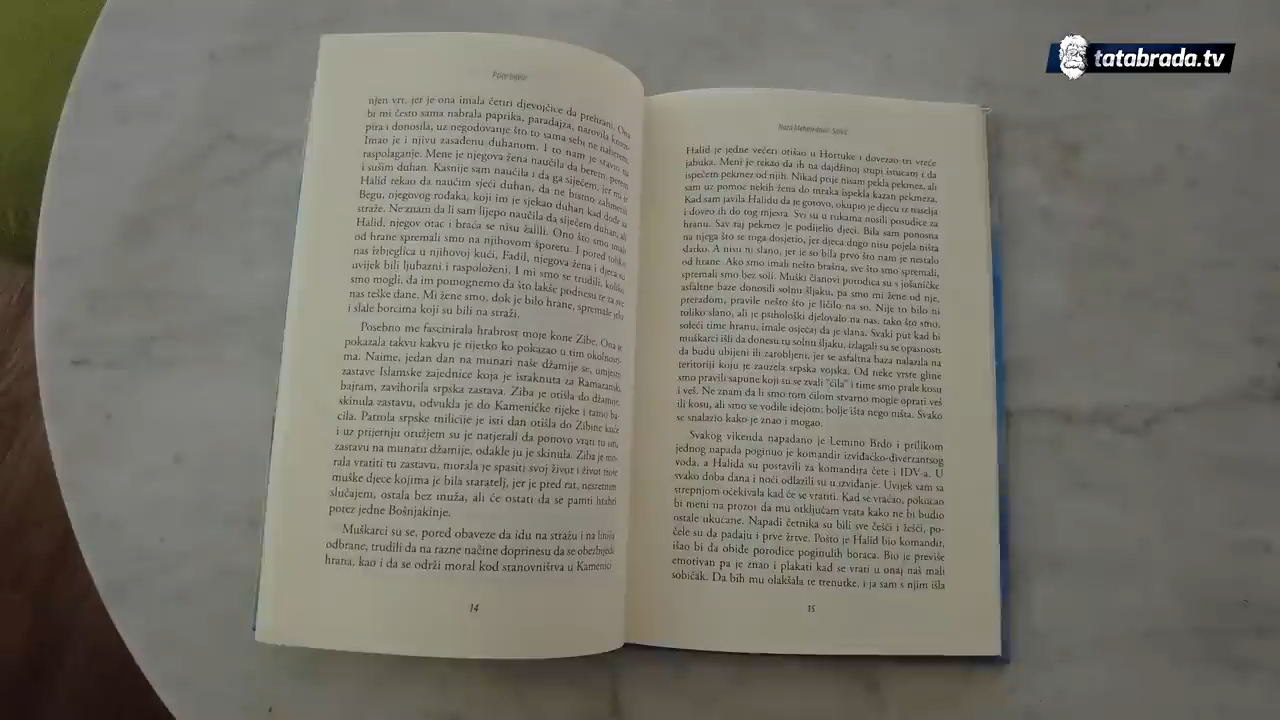 tatabrada.tv
njen vrt, jer je ona imala četiri djevojčice da prehrani. Ona
bi mi često sama nabrala paprika, paradajza, narovila krom-
pira i donosila, uz negodovanje što to sama sebi ne naberem.
Imao je i njivu zasađenu duhanom. I to nam je stavio na
raspolaganje. Mene je njegova žena naučila da berem, perem
i sušim duhan. Kasnije sam naučila i da ga siječem, jer mi je
Halid rekao da naučim sjeći duhan, da ne bismo zahmetili
Begu, njegovog rođaka, koji im je sjekao duhan kad dođe sa
straže. Ne znam da li sam lijepo naučila da siječem duhan, ali
Halid, njegov otac i braća se nisu žalili. Ono što smo imali
od hrane spremali smo na njihovom šporetu. I pored toliko
nas izbjeglica u njihovoj kući, Fadil, njegova žena i djeca su
uvijek bili ljubazni i raspoloženi. I mi smo se trudili, koliko
smo mogli, da im pomognemo da što lakše podnesu te za sve
nas teške dane. Mi žene smo, dok je bilo hrane, spremale jela
i slale borcima koji su bili na straži.
Posebno me fascinirala hrabrost moje kone Zibe. Ona je
pokazala takvu kakvu je rijetko ko pokazao u tim okolnosti-
ma. Naime, jedan dan na munari naše džamije se, umjesto
zastave Islamske zajednice koja je istaknuta za Ramazanski
bajram, zavihorila srpska zastava. Ziba je otišla do džamije,
skinula zastavu, odvukla je do Kameničke rijeke i tamo ba-
cila. Patrola srpske milicije je isti dan otišla do Zibine kuće
i uz prijetnju oružjem su je natjerali da ponovo vrati tu istu
zastavu na munaru džamije, odakle ju je skinula. Ziba je mo-
rala vratiti tu zastavu, morala je spasiti svoj život i život troje
muške djece kojima je bila staratelj, jer je pred rat, nesretnim
slučajem, ostala bez muža, ali će ostati da se pamti hrabri
potez jedne Bošnjakinje.
Muškarci su se, pored obaveze da idu na stražu i na liniju
odbrane, trudili da na razne načine doprinesu da se obezbijedi
hrana, kao i da se održi moral kod stanovništva u Kamenici
14
Halid je jedne večeri otišao u Hortuke i dovezao tri vreće
jabuka. Meni je rekao da ih na dajdžinoj stupi istucam i da
ispečem pekmez od njih. Nikad prije nisam pekla pekmez, ali
sam uz pomoć nekih žena do mraka ispekla kazan pekmeza.
Kad sam javila Halidu da je gotovo, okupio je djecu iz naselja
i doveo ih do tog mjesta. Svi su u rukama nosili posudice za
hranu. Sav taj pekmez je podijelio djeci. Bila sam ponosna
na njega što se toga dosjetio, jer djeca dugo nisu pojela ništa
slatko. A nisu ni slano, jer je so bila prvo što nam je nestalo
od hrane. Ako smo imali nešto brašna, sve što smo spremali,
spremali smo bez soli. Muški članovi porodica su s jošaničke
asfaltne baze donosili solnu šljaku, pa smo mi žene od nje,
preradom, pravile nešto što je ličilo na so. Nije to bilo ni
toliko slano, ali je psihološki djelovalo na nas, tako što smo,
soleći time hranu, imale osjećaj da je slana. Svaki put kad bi
muškarci išli da donesu tu solnu šljaku, izlagali su se opasnosti
da budu ubijeni ili zarobljeni, jer se asfaltna baza nalazila na
teritoriji koju je zauzela srpska vojska. Od neke vrste gline
smo pravili sapune koji su se zvali "ćila" i time smo prale kosu
i veš. Ne znam da li smo tom ćilom stvarno mogle oprati veš
ili kosu, ali smo se vodile idejom: bolje išta nego ništa. Svako
se snalazio kako je znao i mogao.
Svakog vikenda napadano je Lemino Brdo i prilikom
jednog napada poginuo je komandir izviđačko-diverzantsog
voda, a Halida su postavili za komandira čete i IDV-a. U
svako doba dana i noći odlazili su u izviđanje. Uvijek sam sa
strepnjom očekivala kad će se vratiti. Kad se vraćao, pokucao
bi meni na prozor da mu otključam vrata kako ne bi budio
ostale ukućane. Napadi četnika su bili sve češći i žešći, po-
čele su da padaju i prve žrtve. Pošto je Halid bio komandir,
išao bi da obiđe porodice poginulih boraca. Bio je previše
emotivan pa je znao i plakati kad se vrati u onaj naš mali
sobičak. Da bih mu olakšala te trenutke, i ja sam s njim išla
15